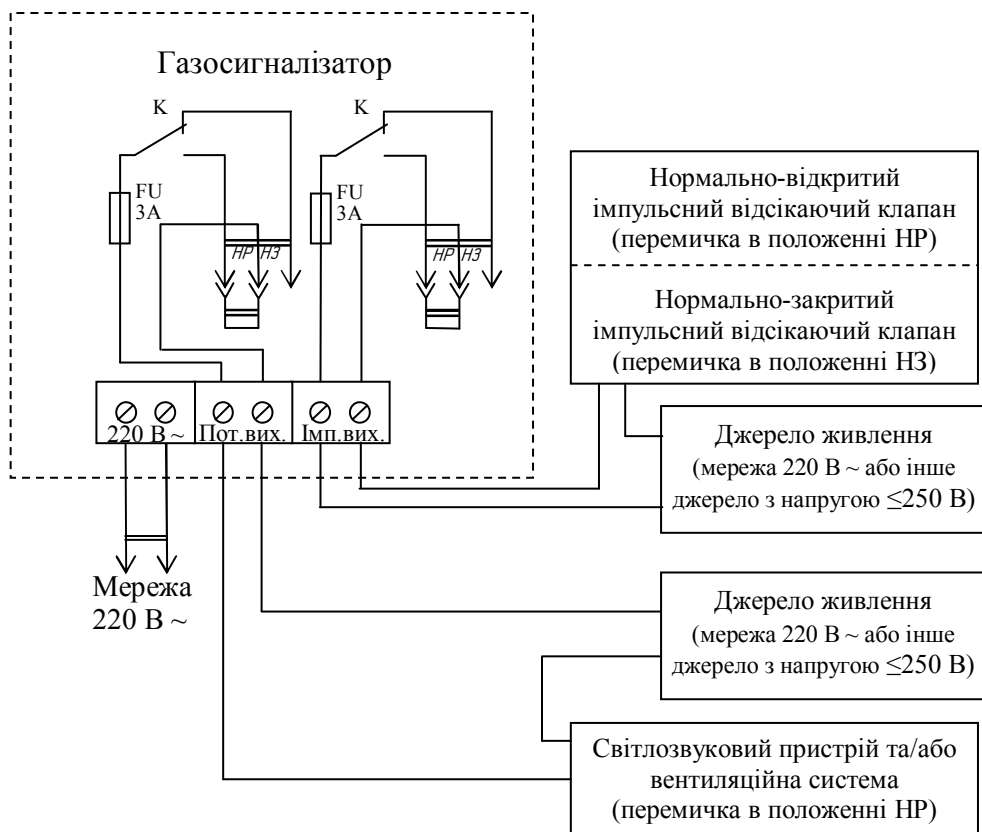 Газосигналізатор
K
K
FU
3А
FU
3А
НР НЗ
НР НЗ
220 В ~
Пот.вих.
Імп.вих.
Мережа
220 В ~
Нормально-відкритий
імпульсний відсікаючий клапан
(перемичка в положенні НР)
Нормально-закритий
імпульсний відсікаючий клапан
(перемичка в положенні НЗ)
Джерело живлення
(мережа 220 В ~ або інше
джерело з напругою ≤250 В)
Джерело живлення
(мережа 220 В ~ або інше
джерело з напругою ≤250 В)
Світлозвуковий пристрій та/або
вентиляційна система
(перемичка в положенні НР)